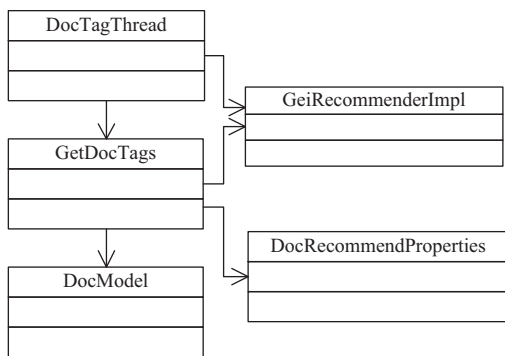 DocTagThread
GeiRecommenderImpl
GetDocTags
DocRecommendProperties
DocModel